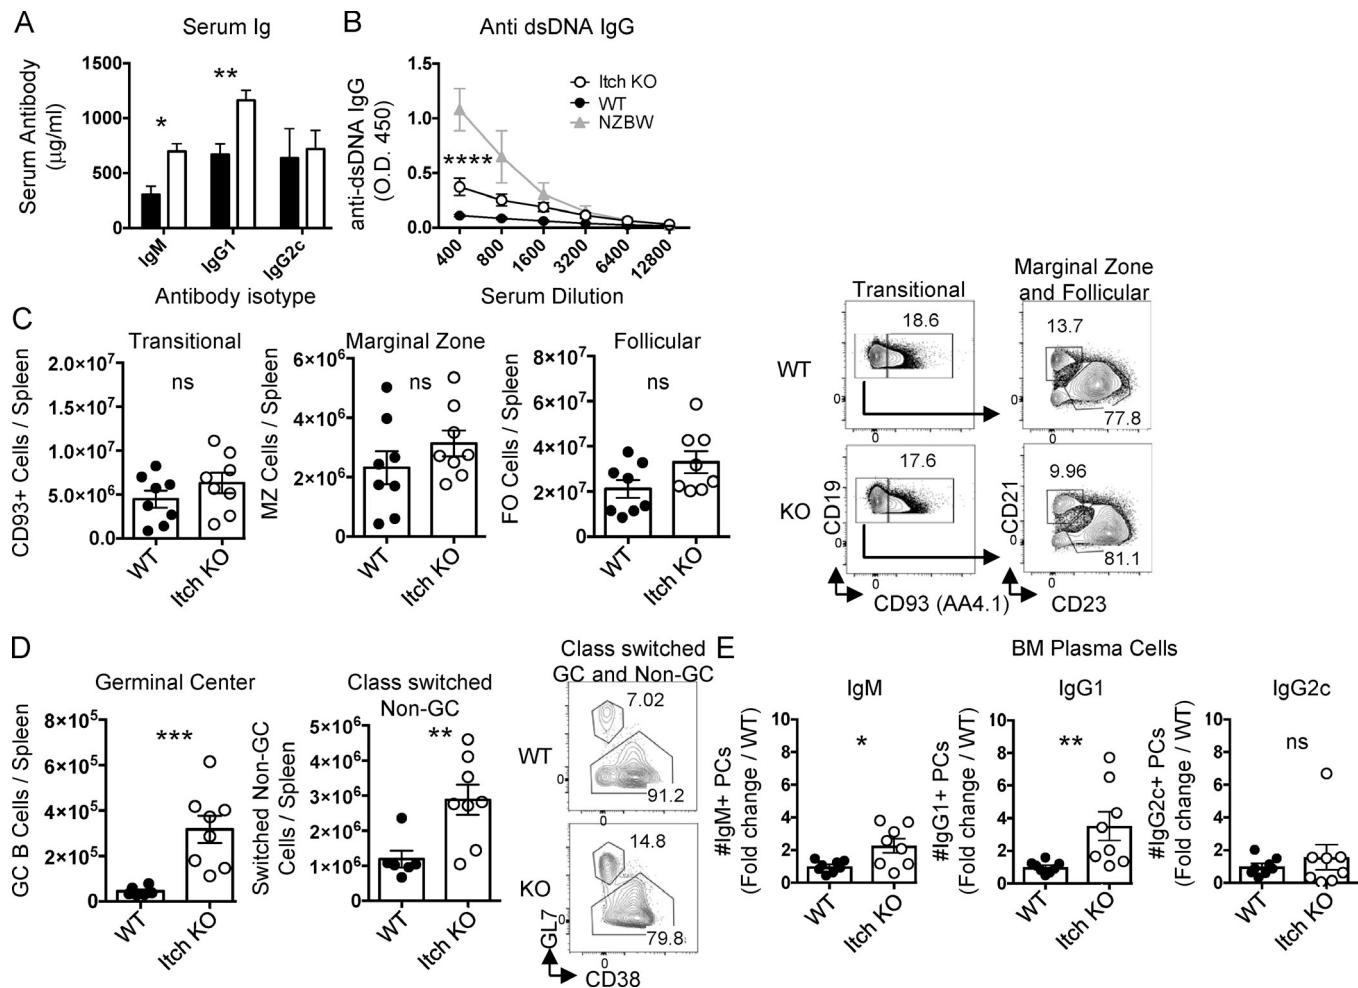 A
Serum Ig
Serum Antibody
(μg/ml)
1500
1000
500
0
*
**
IgM
IgG1
IgG2c
Antibody isotype
B
Anti dsDNA IgG
anti-dsDNA IgG
(O.D. 450)
1.5
1.0
0.5
0.0
****
Itch KO
WT
NZBW
400
800
1600
3200
6400
12800
Serum Dilution
C
Transitional
CD93+ Cells / Spleen
2.0×10⁷
1.5×10⁷
1.0×10⁷
5.0×10⁶
0.0
ns
WT
Itch KO
Marginal Zone
MZ Cells / Spleen
6×10⁶
4×10⁶
2×10⁶
0
ns
WT
Itch KO
Follicular
FO Cells / Spleen
8×10⁷
6×10⁷
4×10⁷
2×10⁷
0
ns
WT
Itch KO
Transitional
Marginal Zone
and Follicular
WT
18.6
0
0
13.7
77.8
0
0
KO
17.6
0
0
9.96
81.1
0
0
CD19
CD93 (AA4.1)
CD21
CD23
D
Germinal Center
GC B Cells / Spleen
8×10⁵
6×10⁵
4×10⁵
2×10⁵
0
***
WT
Itch KO
Class switched
Non-GC
Switched Non-GC
Cells / Spleen
5×10⁶
4×10⁶
3×10⁶
2×10⁶
1×10⁶
0
**
WT
Itch KO
Class switched
GC and Non-GC
WT
7.02
91.2
0
0
KO
14.8
79.8
0
0
GL7
CD38
E
BM Plasma Cells
IgM
#IgM+ PCs
(Fold change / WT)
10
8
6
4
2
0
*
WT
Itch KO
IgG1
#IgG1+ PCs
(Fold change / WT)
10
8
6
4
2
0
**
WT
Itch KO
IgG2c
#IgG2c+ PCs
(Fold change / WT)
10
8
6
4
2
0
ns
WT
Itch KO